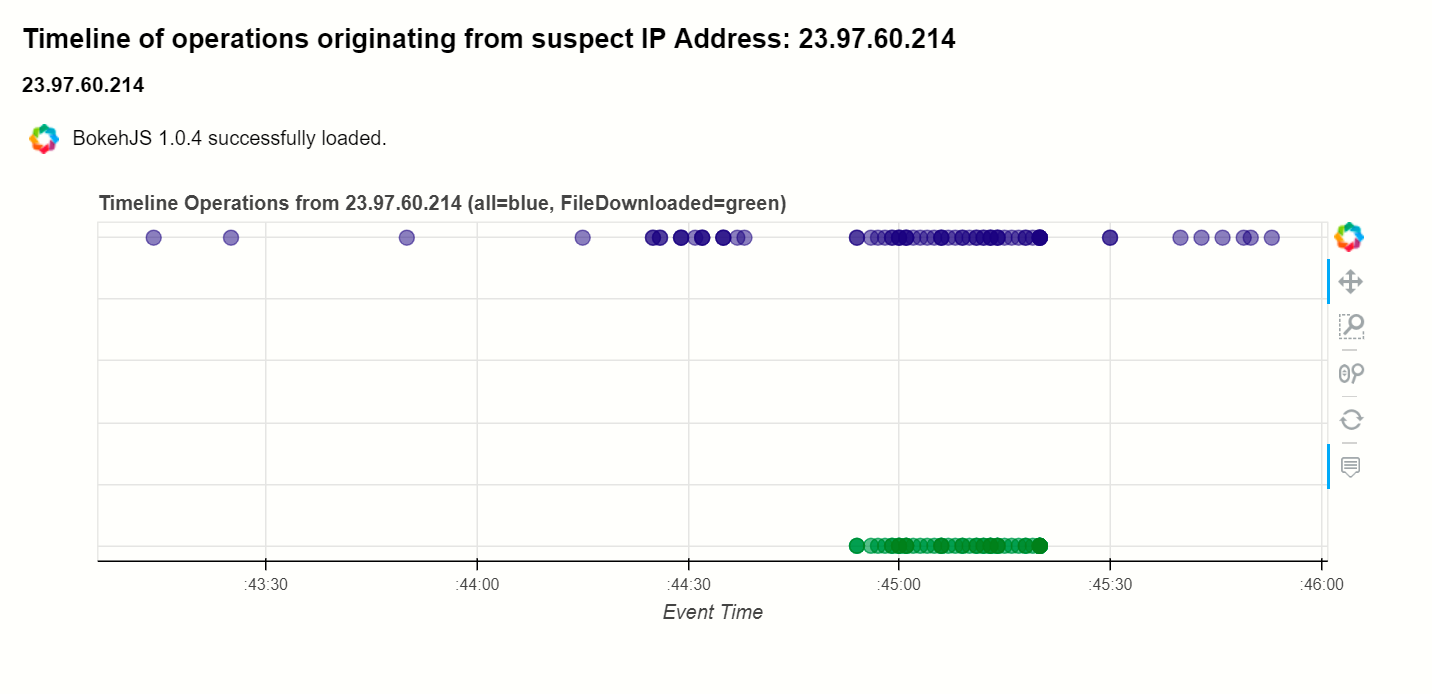 Timeline of operations originating from suspect IP Address: 23.97.60.214
23.97.60.214
BokehJS 1.0.4 successfully loaded.
Timeline Operations from 23.97.60.214 (all=blue, FileDownloaded=green)
:43:30 :44:00 :44:30 :45:00 :45:30 :46:00
Event Time